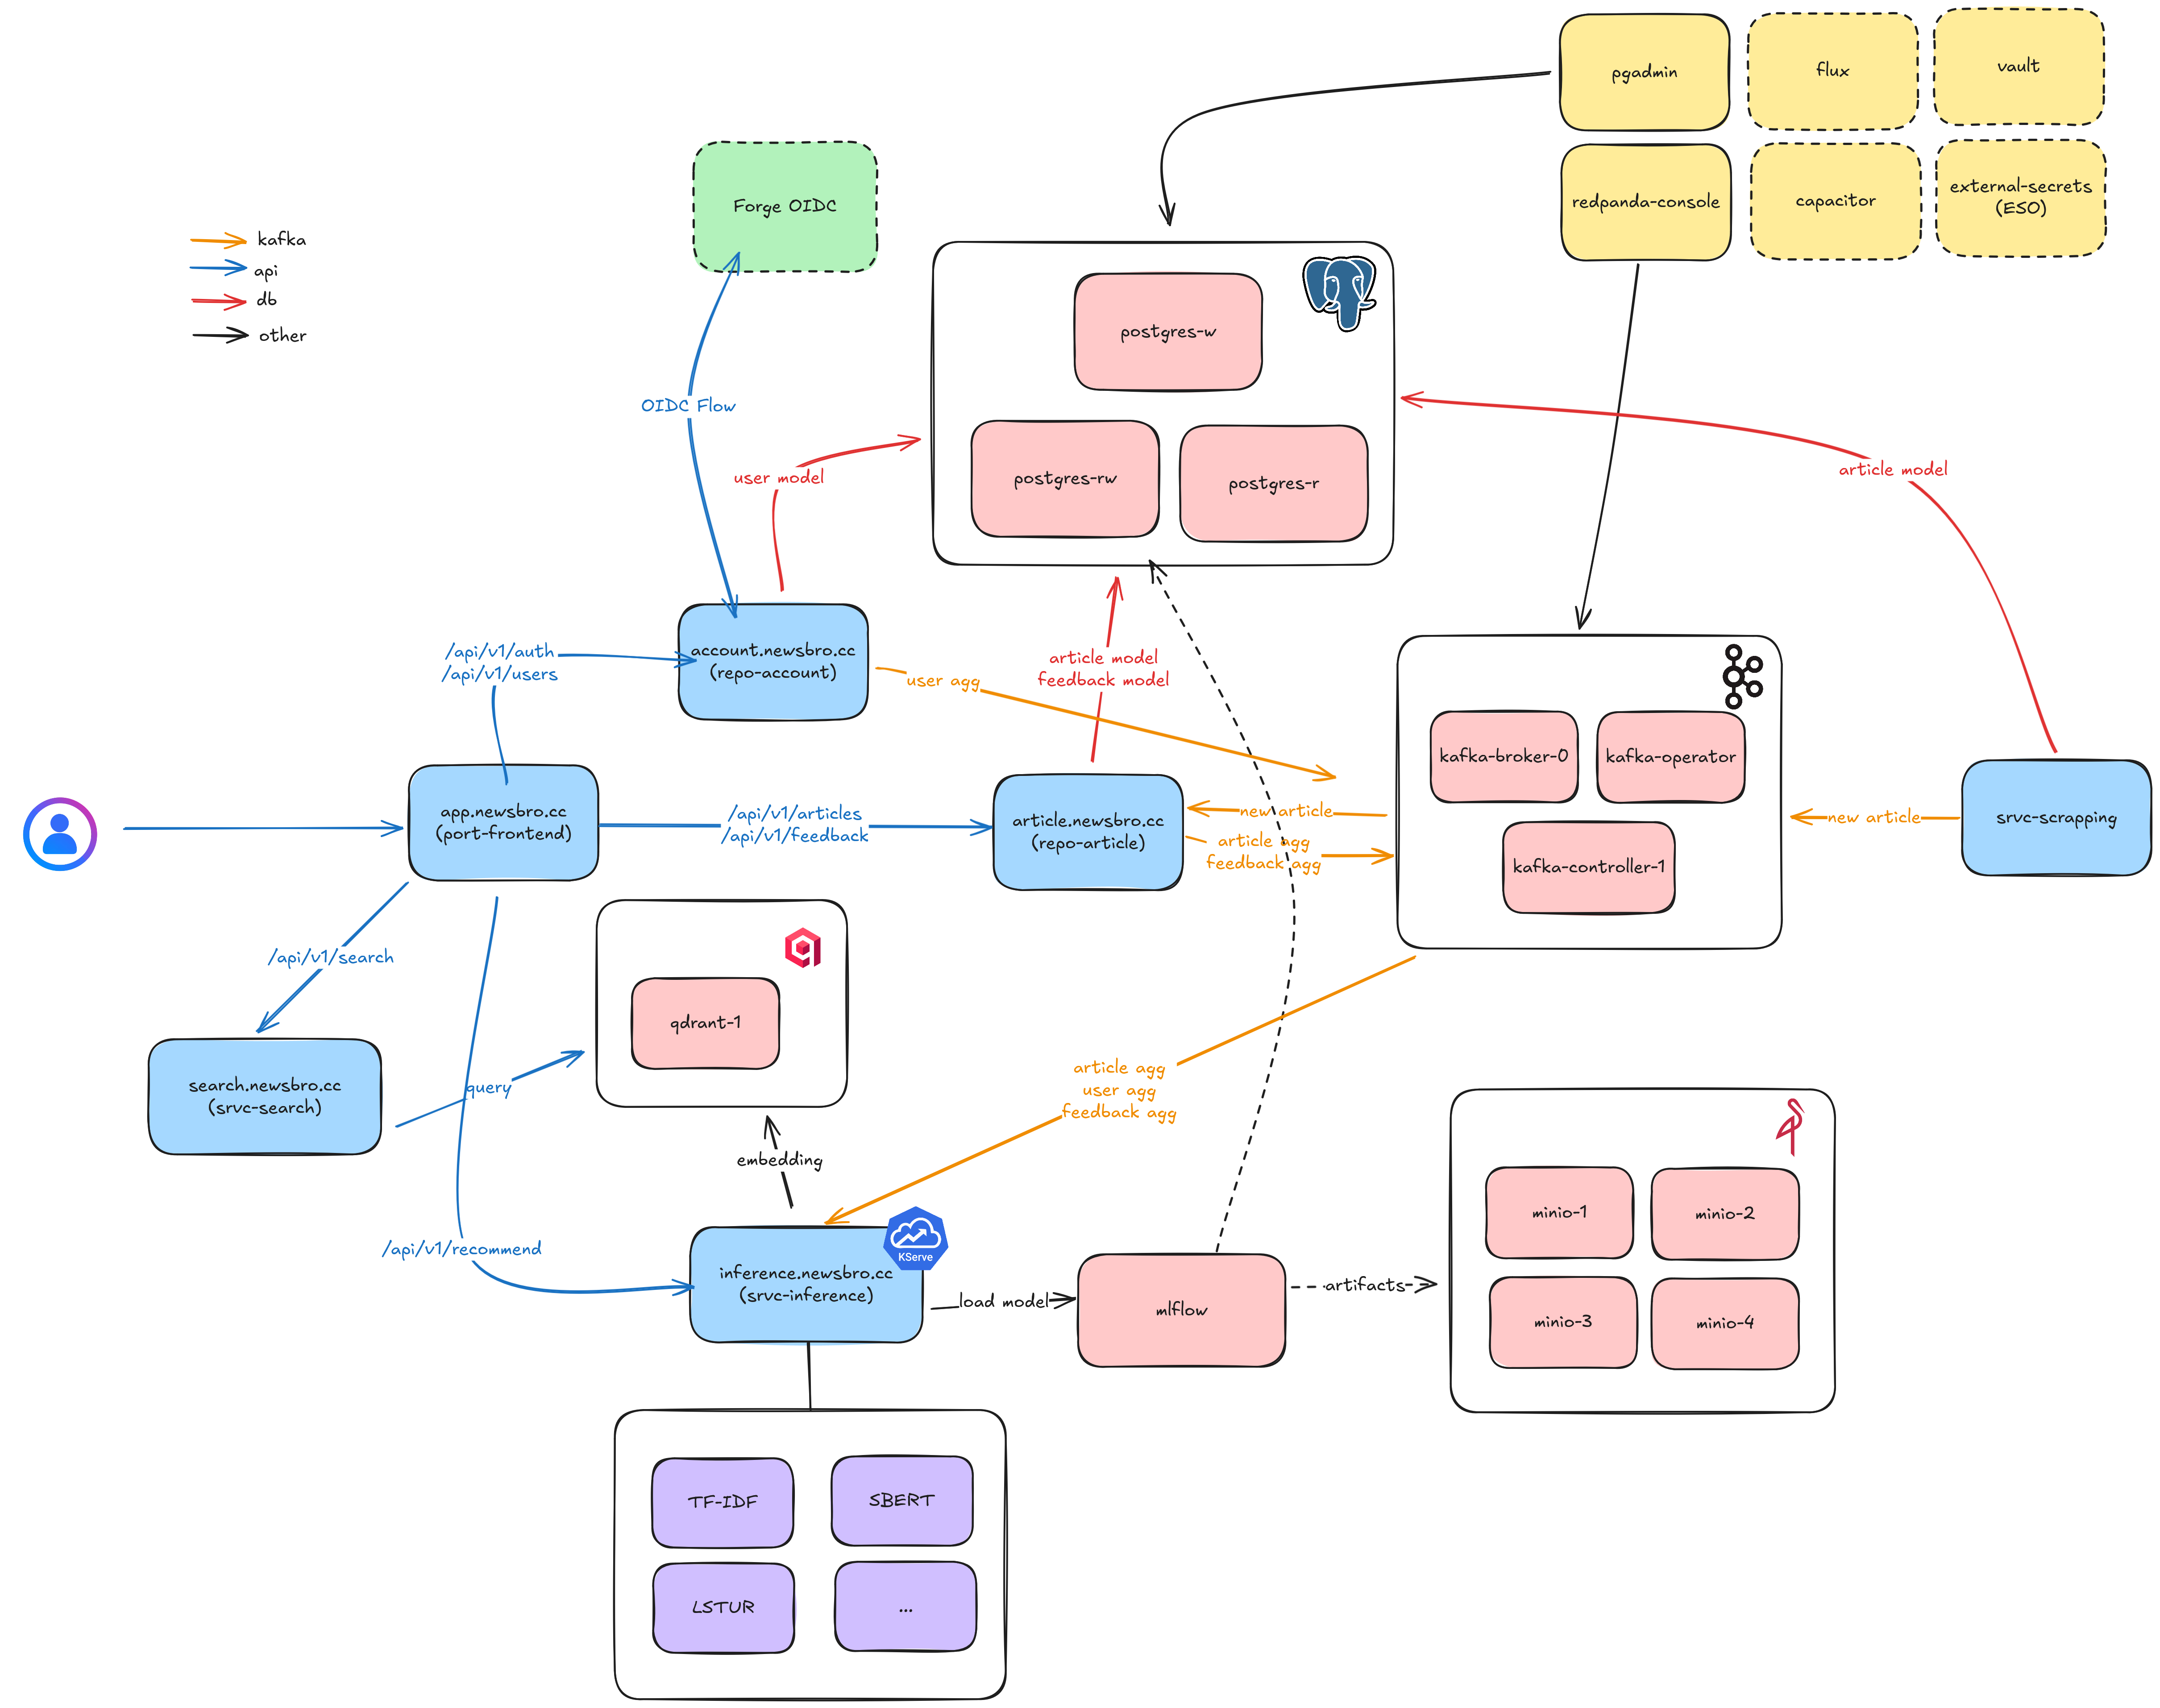 pgadmin
flux
vault
redpanda-console
capacitor
external-secrets
(ESO)
Forge OIDC
kafka
api
db
other
postgres-w
postgres-rw
postgres-r
OIDC Flow
user model
article model
/api/v1/auth
/api/v1/users
account.newsbro.cc
(repo-account)
user agg
article model
feedback model
kafka-broker-0
kafka-operator
kafka-controller-1
app.newsbro.cc
(port-frontend)
/api/v1/articles
/api/v1/feedback
article.newsbro.cc
(repo-article)
new article
article agg
feedback agg
new article
srvc-scrapping
/api/v1/search
qdrant-1
search.newsbro.cc
(srvc-search)
query
article agg
user agg
feedback agg
embedding
/api/v1/recommend
KServe
inference.newsbro.cc
(srvc-inference)
load model
mlflow
artifacts
minio-1
minio-2
minio-3
minio-4
TF-IDF
SBERT
LSTUR
...